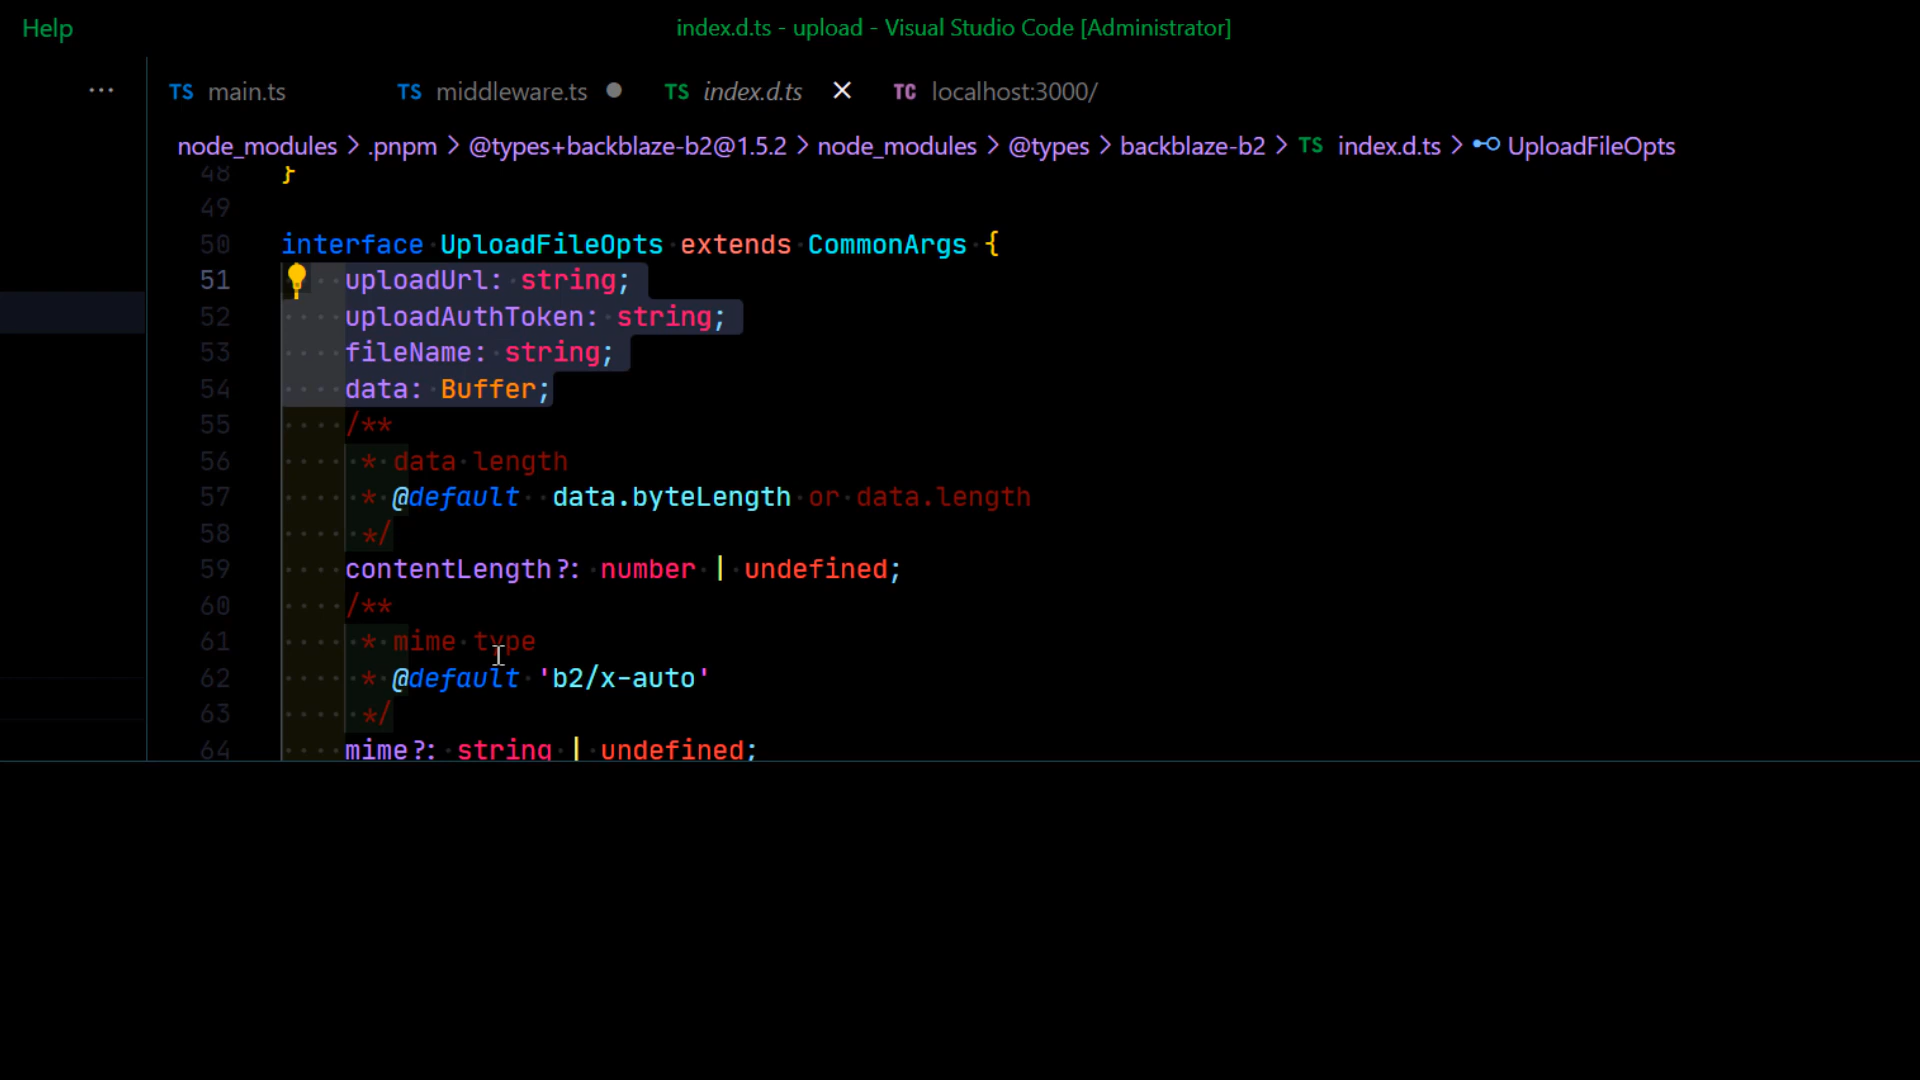 Help
index.d.ts - upload - Visual Studio Code [Administrator]
··· TS main.ts TS middleware.ts ● TS index.d.ts × TC localhost:3000/
node_modules > .pnpm > @types+backblaze-b2@1.5.2 > node_modules > @types > backblaze-b2 > TS index.d.ts > UploadFileOpts
48 }
49
50 interface UploadFileOpts extends CommonArgs {
51 uploadUrl: string;
52 uploadAuthToken: string;
53 fileName: string;
54 data: Buffer;
55 /**
56 * data length
57 * @default data.byteLength or data.length
58 */
59 contentLength?: number | undefined;
60 /**
61 * mime type
62 * @default 'b2/x-auto'
63 */
64 mime?: string | undefined;